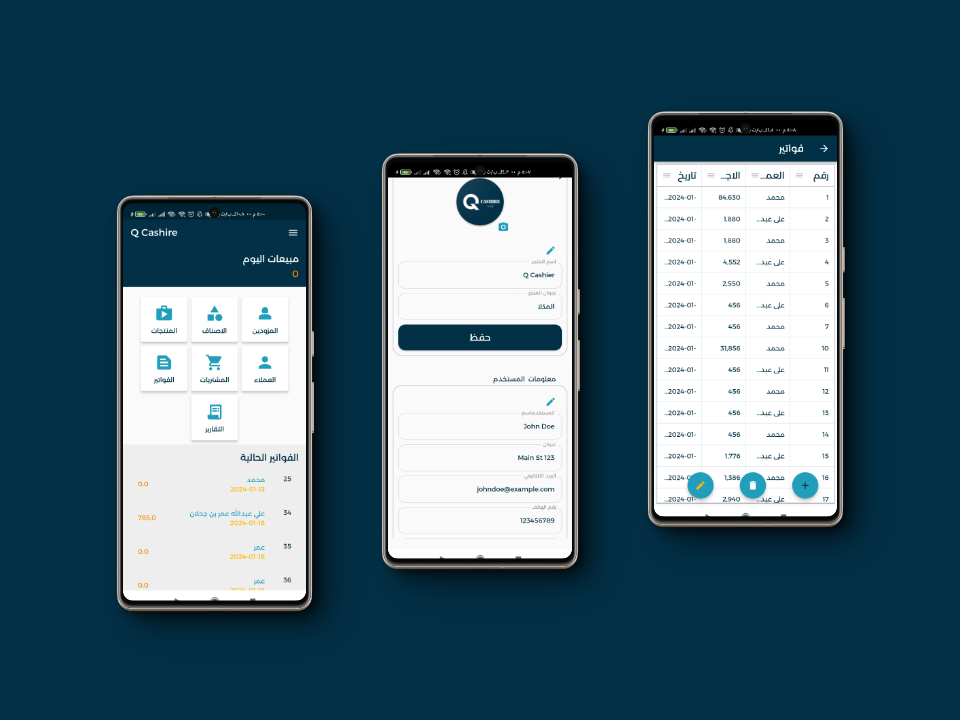 Q Cashire
مبيعات اليوم
0
المزودين
الاصناف
المنتجات
العملاء
المشتريات
الفواتير
التقارير
الفواتير الحالية
25 محمد 0.0
2024-01-13
34 علي عبدالله عمر بن جحلان 785.0
2024-01-18
35 عمر 0.0
2024-01-18
36 عمر 0.0
Q CASHIRE
اسم المتجر
Q Cashier
عنوان المتجر
المكلا
حفظ
معلومات المستخدم
John Doe
عنوان
Main St 123
البريد الالكتروني
johndoe@example.com
رقم الهاتف
123456789
فواتير
رقم العمـ... الاجـ... تاريخ
1 محمد 84,630 2024-01-...
2 علي عبد... 1,880 2024-01-...
3 محمد 1,880 2024-01-...
4 علي عبد... 4,552 2024-01-...
5 محمد 2,550 2024-01-...
6 علي عبد... 456 2024-01-...
7 محمد 456 2024-01-...
10 محمد 31,856 2024-01-...
11 علي عبد... 456 2024-01-...
12 محمد 456 2024-01-...
13 علي عبد... 456 2024-01-...
14 محمد 456 2024-01-...
15 علي عبد... 1,776 2024-01-...
16 محمد 1,386 2024-01-...
17 علي عبد... 2,940 2024-01-...